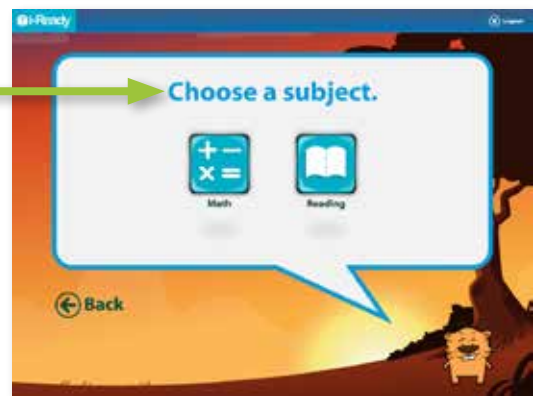 i-Ready
Logout
Choose a subject.
+ −
× =
Math
Reading
Back